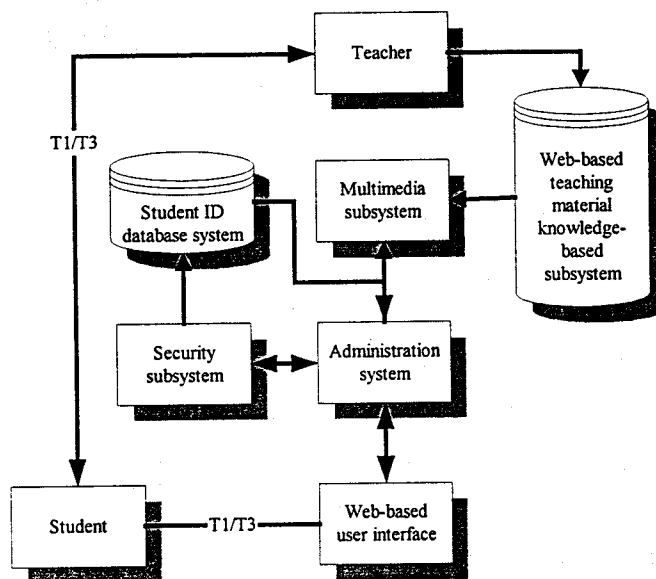 Teacher
T1/T3
Web-based
teaching
material
knowledge-
based
subsystem
Student ID
database system
Multimedia
subsystem
Security
subsystem
Administration
system
Student
T1/T3
Web-based
user interface